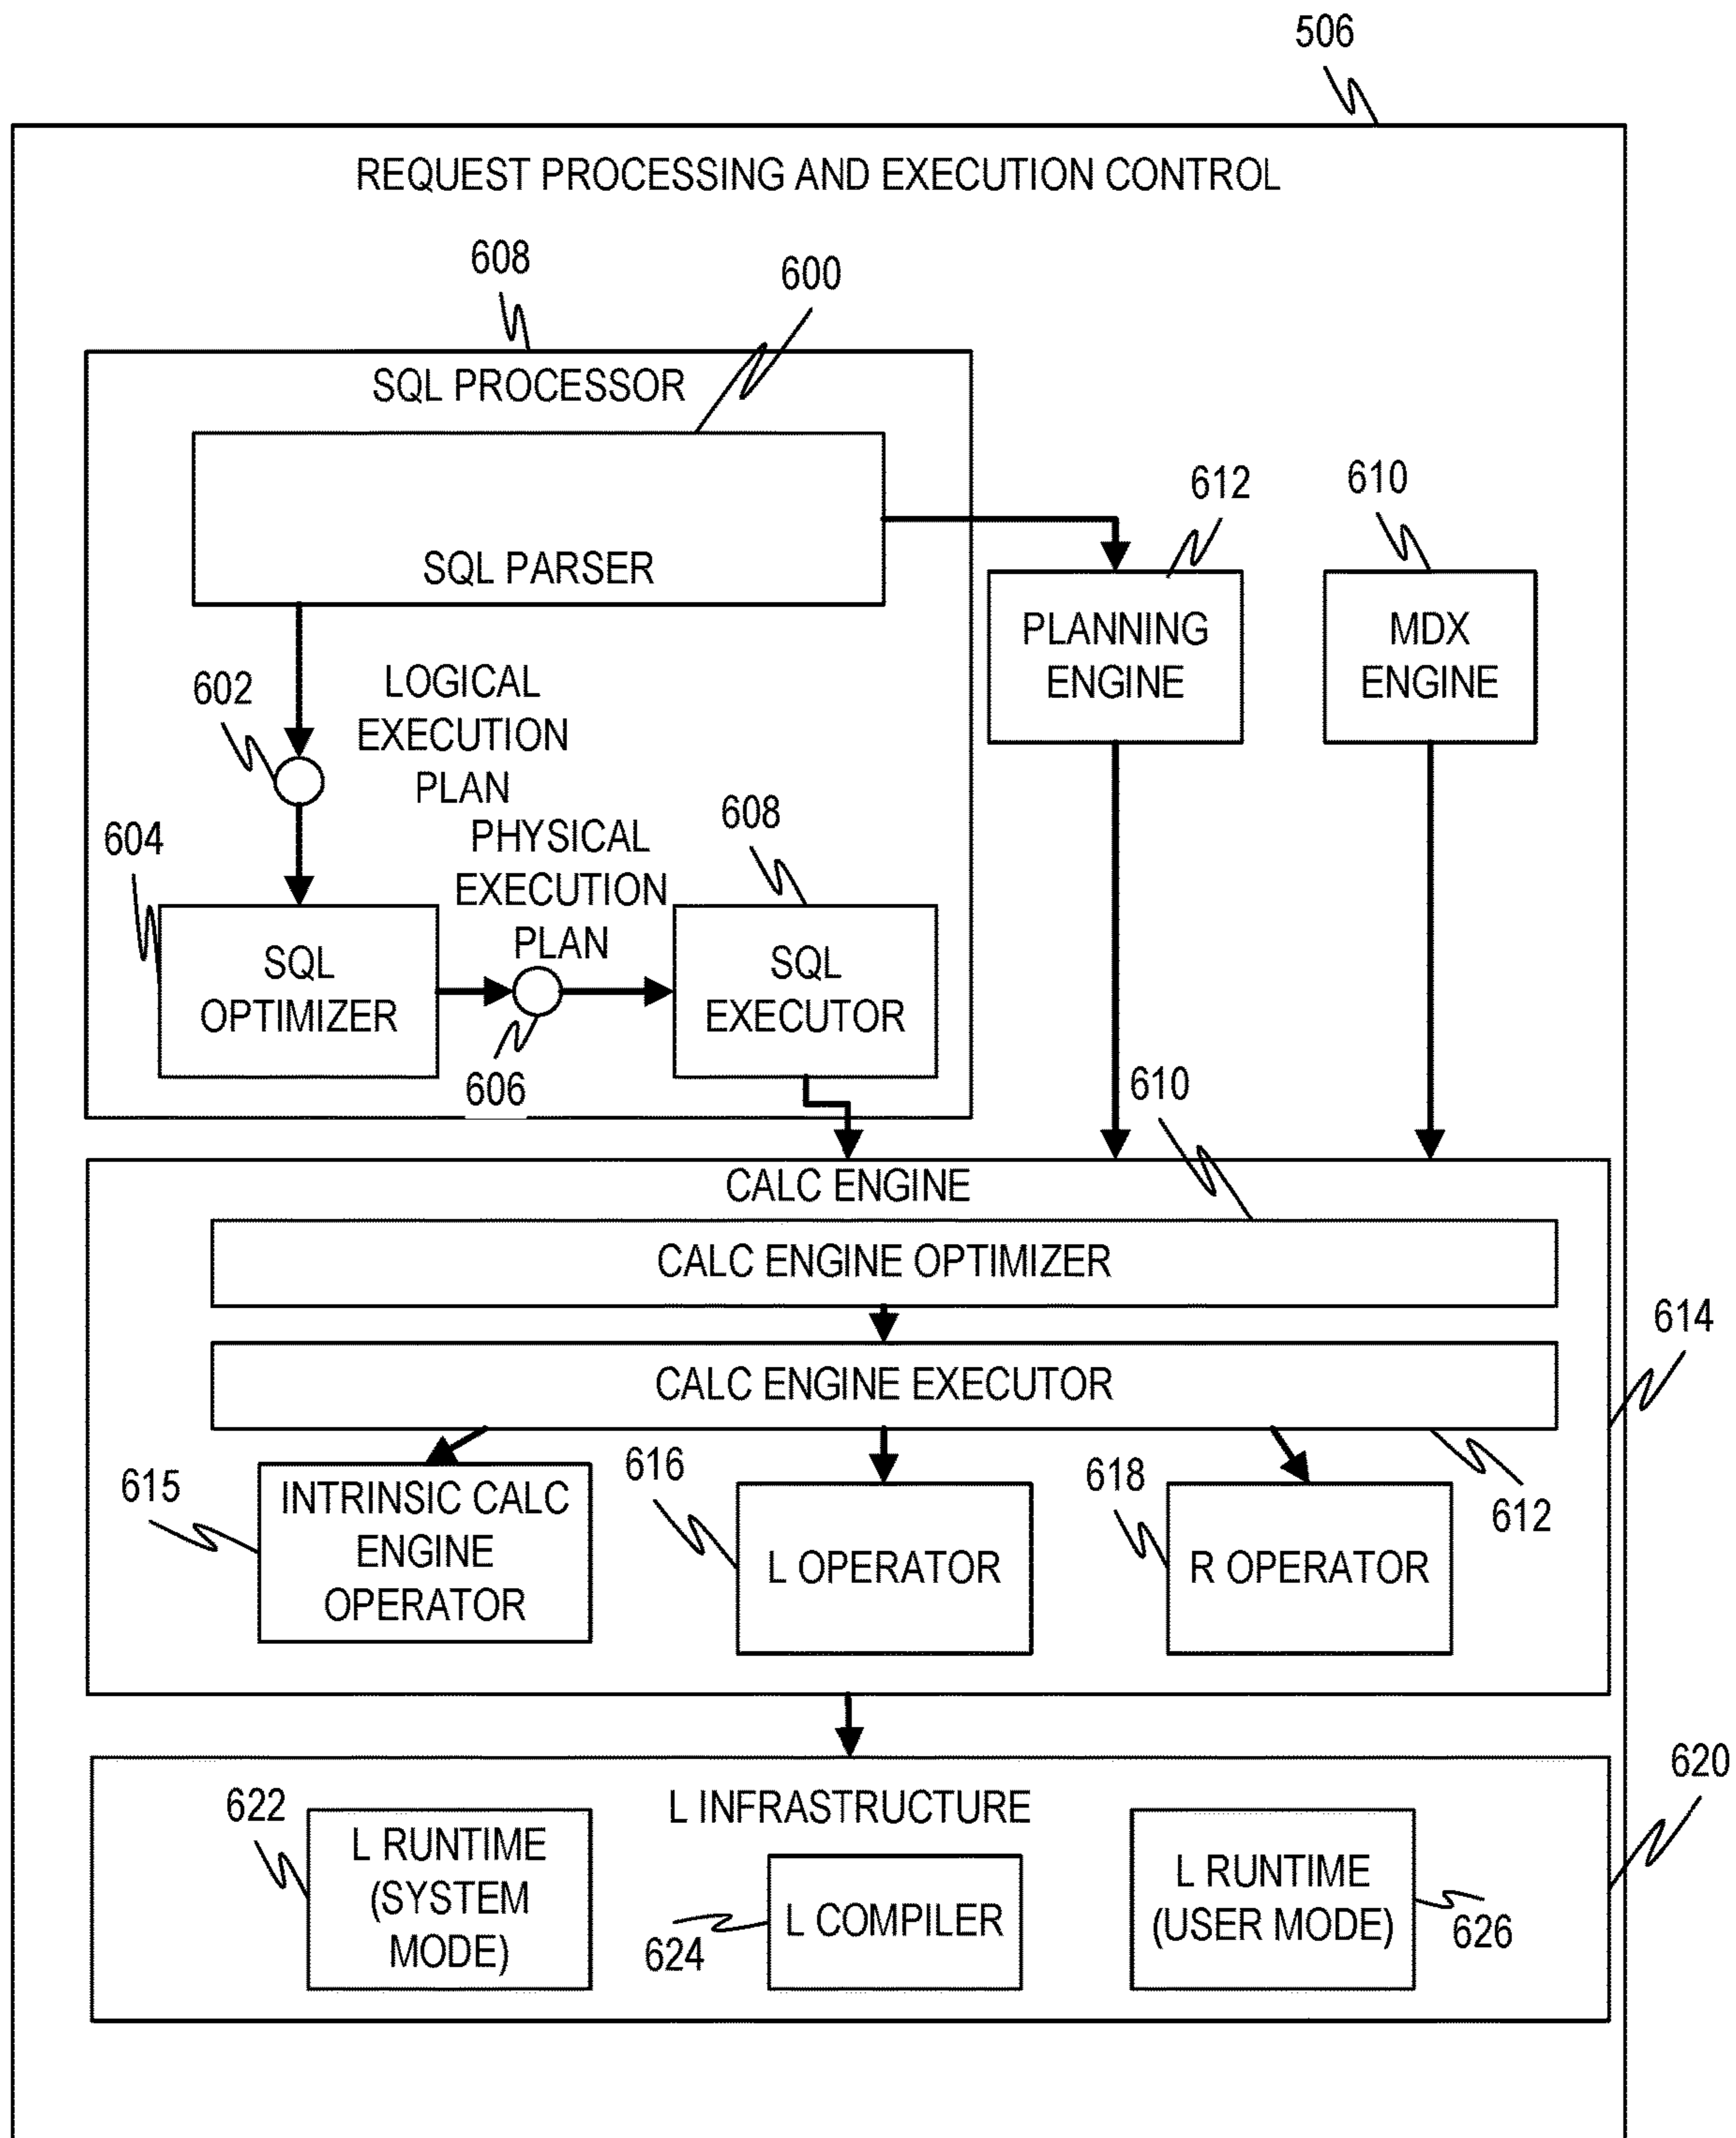 506
REQUEST PROCESSING AND EXECUTION CONTROL
608
600
SQL PROCESSOR
612
610
SQL PARSER
PLANNING
ENGINE
MDX
ENGINE
602
LOGICAL
EXECUTION
PLAN
604
PHYSICAL
EXECUTION
PLAN
608
SQL
OPTIMIZER
SQL
EXECUTOR
606
610
CALC ENGINE
CALC ENGINE OPTIMIZER
614
CALC ENGINE EXECUTOR
615
INTRINSIC CALC
ENGINE
OPERATOR
616
L OPERATOR
618
R OPERATOR
612
620
L INFRASTRUCTURE
622
L RUNTIME
(SYSTEM
MODE)
624
L COMPILER
L RUNTIME
(USER MODE)
626